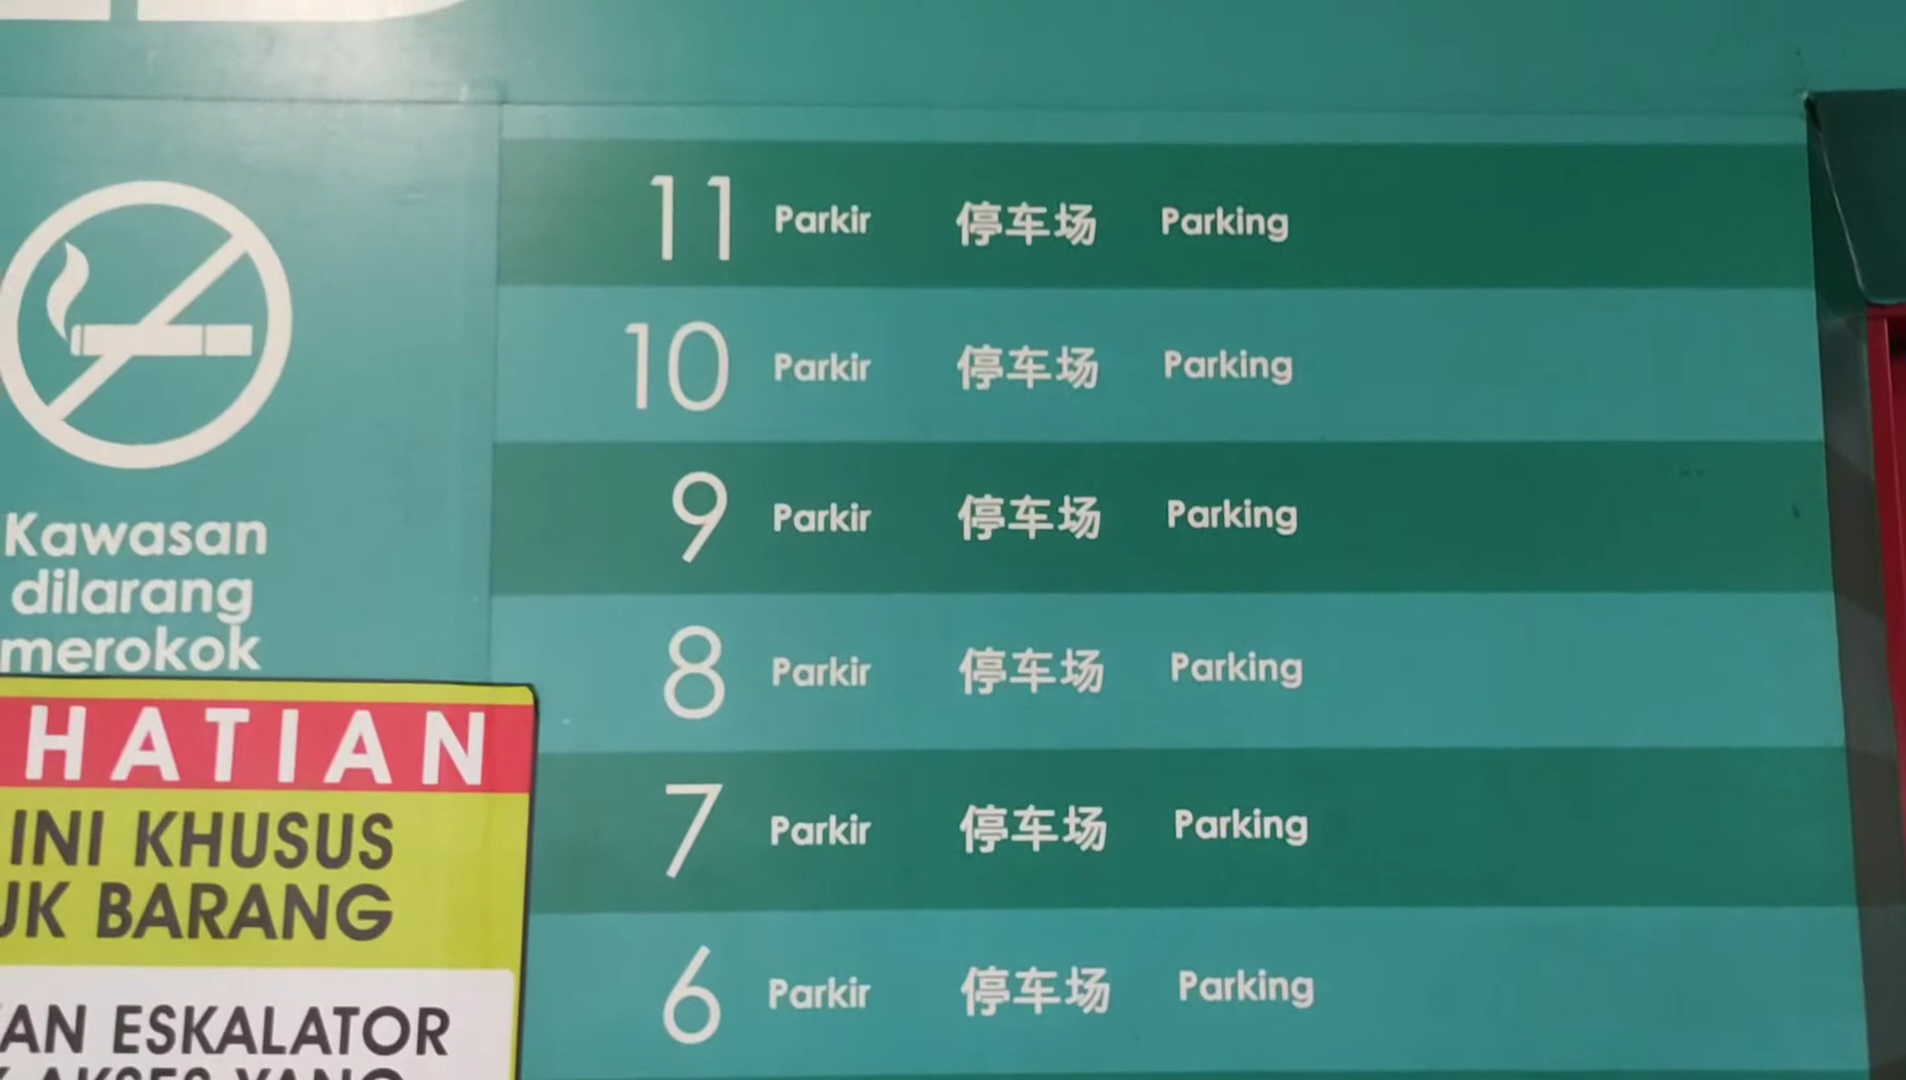 Kawasan
dilarang
merokok
HATIAN
INI KHUSUS
BARANG
ESKALATOR
11 Parkir 停车场 Parking
10 Parkir 停车场 Parking
9 Parkir 停车场 Parking
8 Parkir 停车场 Parking
7 Parkir 停车场 Parking
6 Parkir 停车场 Parking